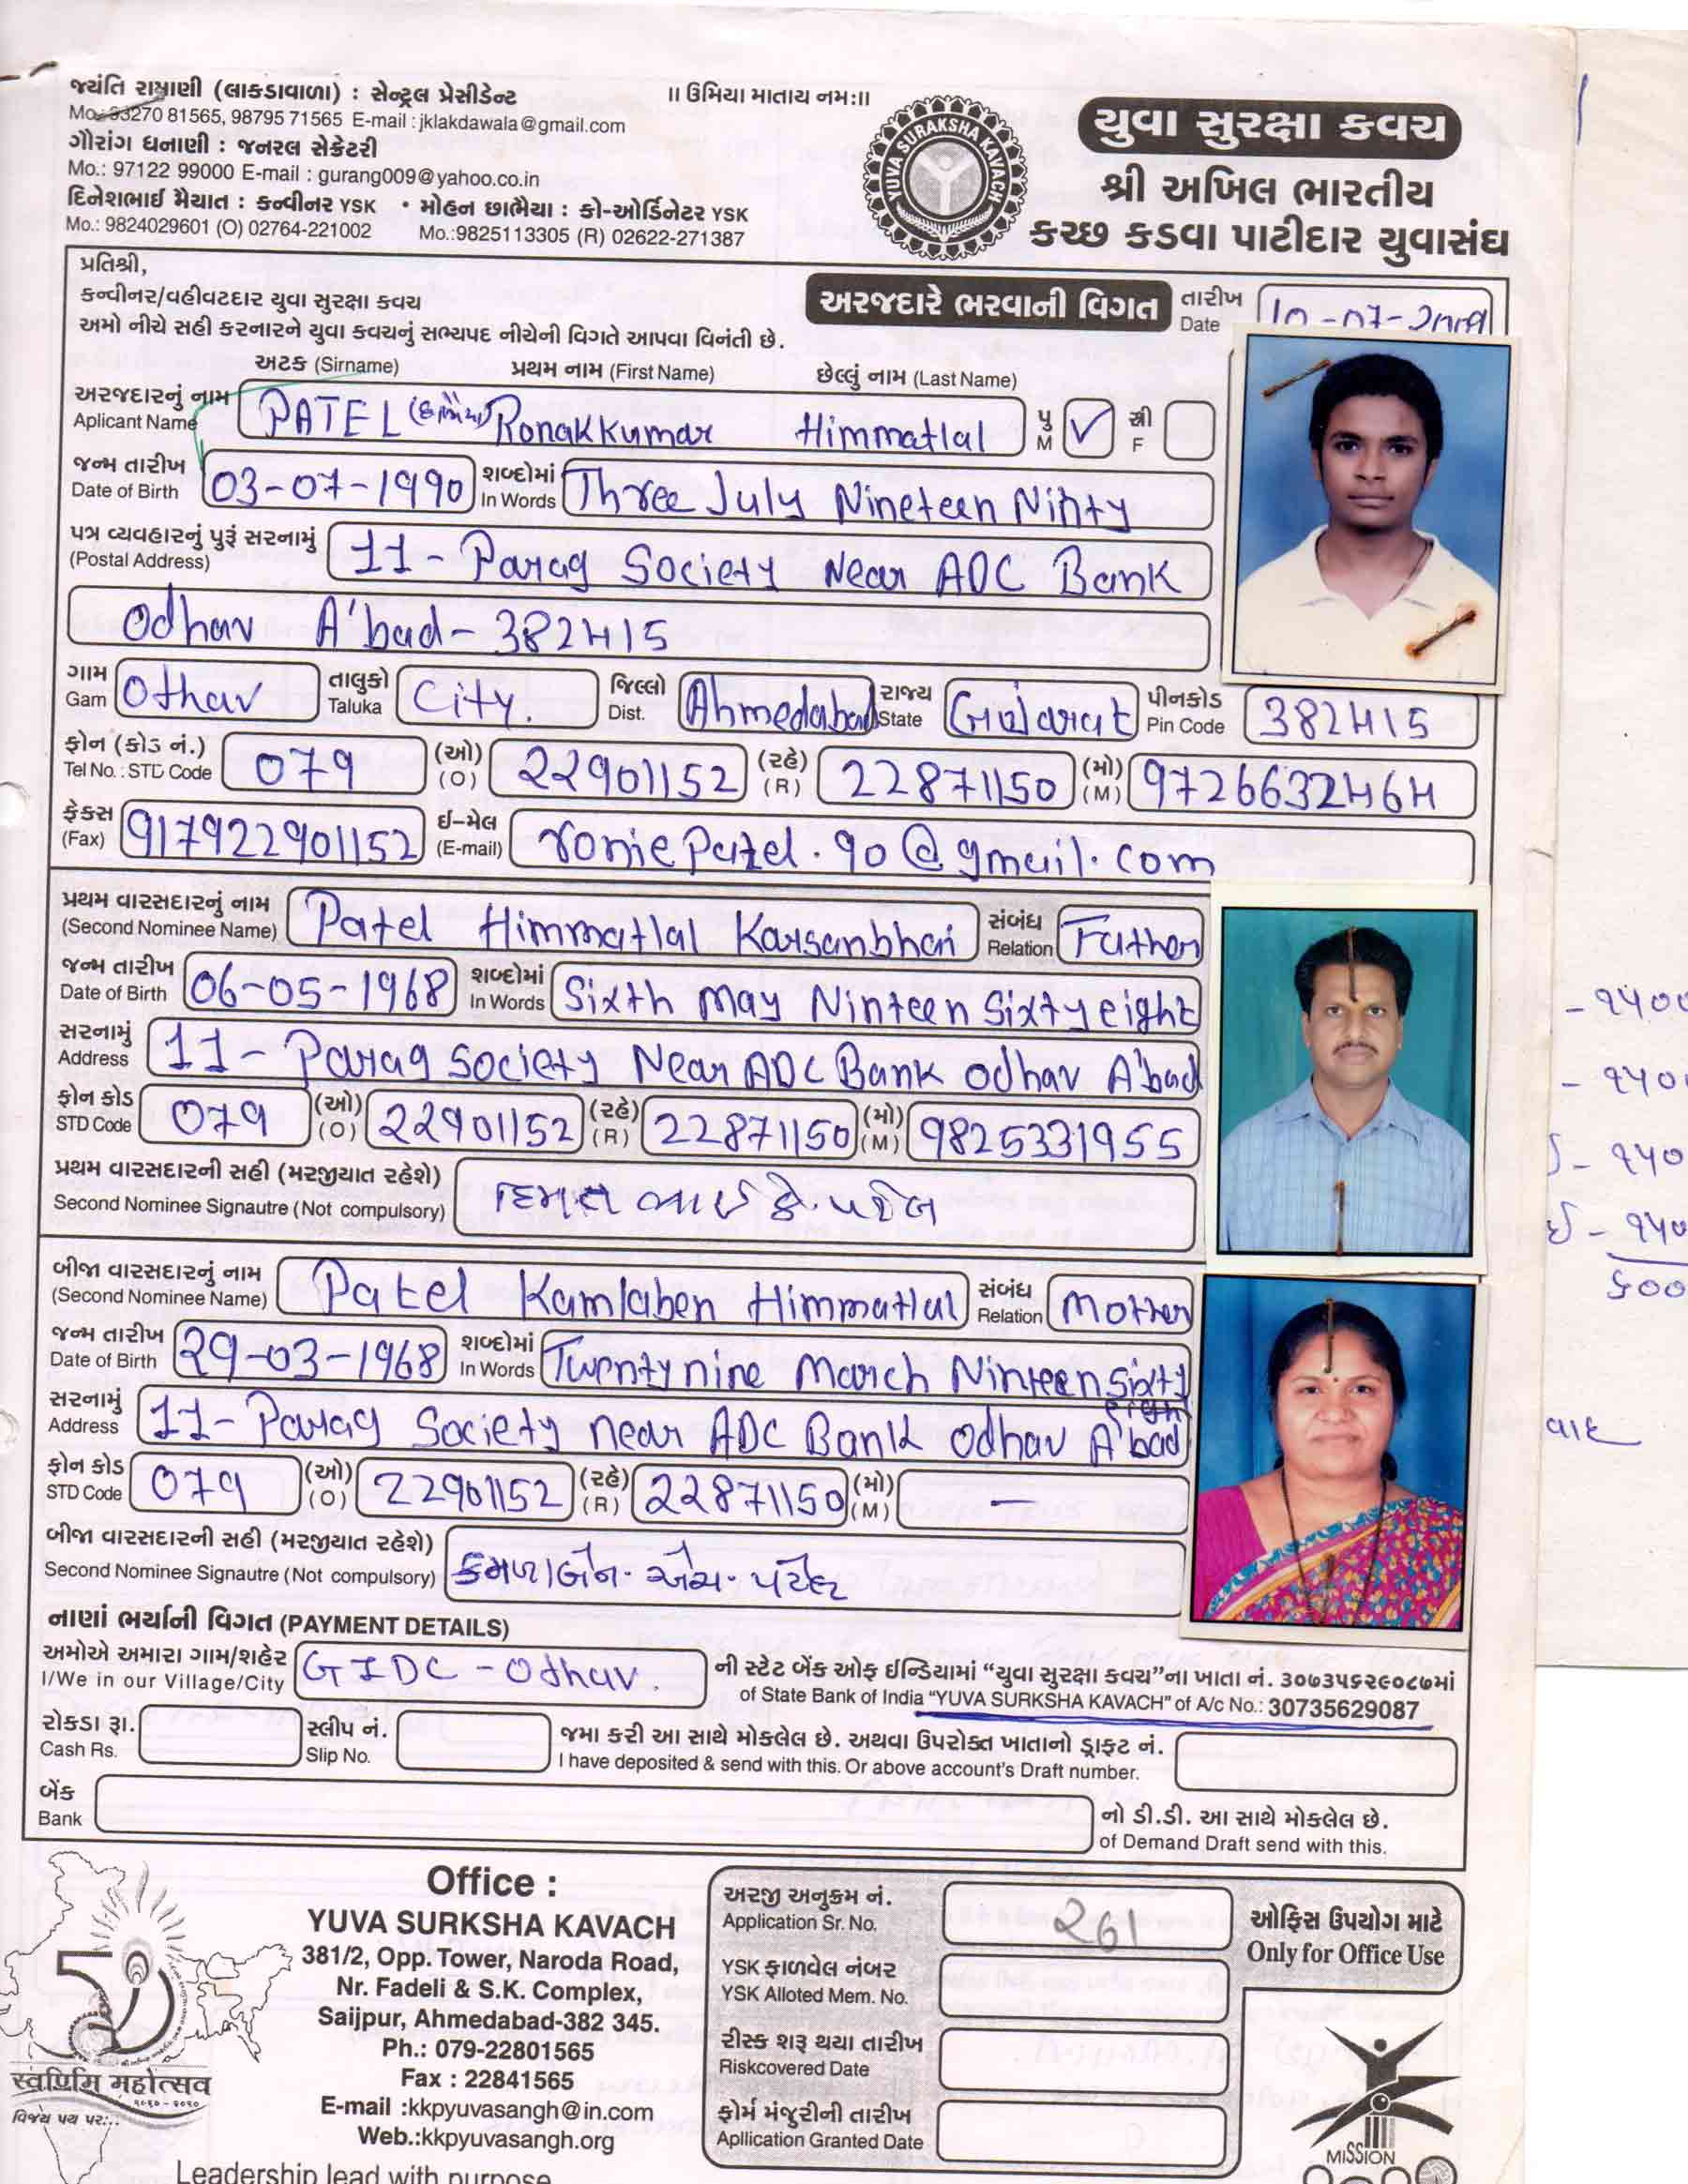 જયંતિ રામાણી (લાકડાવાળા) : સેન્ટ્રલ પ્રેસીડેન્ટ
Mo.: 93270 81565, 98795 71565 E-mail : jklakdawala@gmail.com
ગૌરાંગ ધનાણી : જનરલ સેક્રેટરી
Mo.: 97122 99000 E-mail : gurang009@yahoo.co.in
દિનેશભાઈ મૈયાત : કન્વીનર YSK • મોહન છાભૈયા : કો-ઓર્ડિનેટર YSK
Mo.: 9824029601 (O) 02764-221002 Mo.:9825113305 (R) 02622-271387
॥ ઉમિયા માતાય નમઃ॥
YUVA SURAKSHA KAVACH
યુવા સુરક્ષા કવચ
શ્રી અખિલ ભારતીય
કચ્છ કડવા પાટીદાર યુવાસંઘ
પ્રતિશ્રી,
કન્વીનર/વહીવટદાર યુવા સુરક્ષા કવચ
અમો નીચે સહી કરનારને યુવા કવચનું સભ્યપદ નીચેની વિગતે આપવા વિનંતી છે.
અરજદારે ભરવાની વિગત
તારીખ
Date 10-07-2009
અટક (Sirname) પ્રથમ નામ (First Name) છેલ્લું નામ (Last Name)
અરજદારનું નામ
Aplicant Name PATEL Ronakkumar Himmatlal પુ M ✓ સ્ત્રી F
જન્મ તારીખ
Date of Birth 03-07-1990 શબ્દોમાં In Words Three July Nineteen Ninty
પત્ર વ્યવહારનું પુરૂં સરનામું
(Postal Address) 11-Parag Society Near ADC Bank
Odhav A'bad-382415
ગામ Gam Othav તાલુકો Taluka City. જિલ્લો Dist. Ahmedabad રાજ્ય State Gujarat પીનકોડ Pin Code 382415
ફોન (કોડ નં.)
Tel No. : STD Code 079 (ઓ) (O) 22901152 (રહે) (R) 22871150 (મો) (M) 9726632464
ફેક્સ (Fax) 917922901152 ઈ-મેલ (E-mail) roniepatel.90@gmail.com
પ્રથમ વારસદારનું નામ
(Second Nominee Name) Patel Himmatlal Karsanbhai સંબંધ Relation Father
જન્મ તારીખ
Date of Birth 06-05-1968 શબ્દોમાં In Words Sixth May Ninteen Sixty eight
સરનામું
Address 11-Parag Society Near ADC Bank Odhav A'bad
ફોન કોડ
STD Code 079 (ઓ) (O) 22901152 (રહે) (R) 22871150 (મો) (M) 9825331955
પ્રથમ વારસદારની સહી (મરજીયાત રહેશે)
Second Nominee Signautre (Not compulsory) હિંમત ભાઈ કે. પટેલ
બીજા વારસદારનું નામ
(Second Nominee Name) Patel Kamlaben Himmatlal સંબંધ Relation Mother
જન્મ તારીખ
Date of Birth 29-03-1968 શબ્દોમાં In Words Twenty nine March Ninteen Sixty eight
સરનામું
Address 11-Parag Society near ADC Bank Odhav A'bad
ફોન કોડ
STD Code 079 (ઓ) (O) 22901152 (રહે) (R) 22871150 (મો) (M) -
બીજા વારસદારની સહી (મરજીયાત રહેશે)
Second Nominee Signautre (Not compulsory) કમળાબેન. એચ. પટેલ
નાણાં ભર્યાની વિગત (PAYMENT DETAILS)
અમોએ અમારા ગામ/શહેર GIDC-Odhav. ની સ્ટેટ બેંક ઓફ ઈન્ડિયામાં “યુવા સુરક્ષા કવચ”ના ખાતા નં. ૩૦૭૩૫૬૨૯૦૮૭માં
I/We in our Village/City of State Bank of India "YUVA SURKSHA KAVACH" of A/c No.: 30735629087
રોકડા રૂા. સ્લીપ નં. જમા કરી આ સાથે મોકલેલ છે. અથવા ઉપરોક્ત ખાતાનો ડ્રાફ્ટ નં.
Cash Rs. Slip No. I have deposited & send with this. Or above account's Draft number.
બેંક નો ડી.ડી. આ સાથે મોકલેલ છે.
Bank of Demand Draft send with this.
Office :
YUVA SURKSHA KAVACH
381/2, Opp. Tower, Naroda Road,
Nr. Fadeli & S.K. Complex,
Saijpur, Ahmedabad-382 345.
Ph.: 079-22801565
Fax : 22841565
E-mail :kkpyuvasangh@in.com
Web.:kkpyuvasangh.org
Leadership lead with purpose
स्वर्णिम महोत्सव
૨૦૧૦
વિજય પથ પર...
અરજી અનુક્રમ નં.
Application Sr. No. 261
YSK ફાળવેલ નંબર
YSK Alloted Mem. No.
રીસ્ક શરૂ થયા તારીખ
Riskcovered Date
ફોર્મ મંજુરીની તારીખ
Apllication Granted Date
ઓફિસ ઉપયોગ માટે
Only for Office Use
MISSION